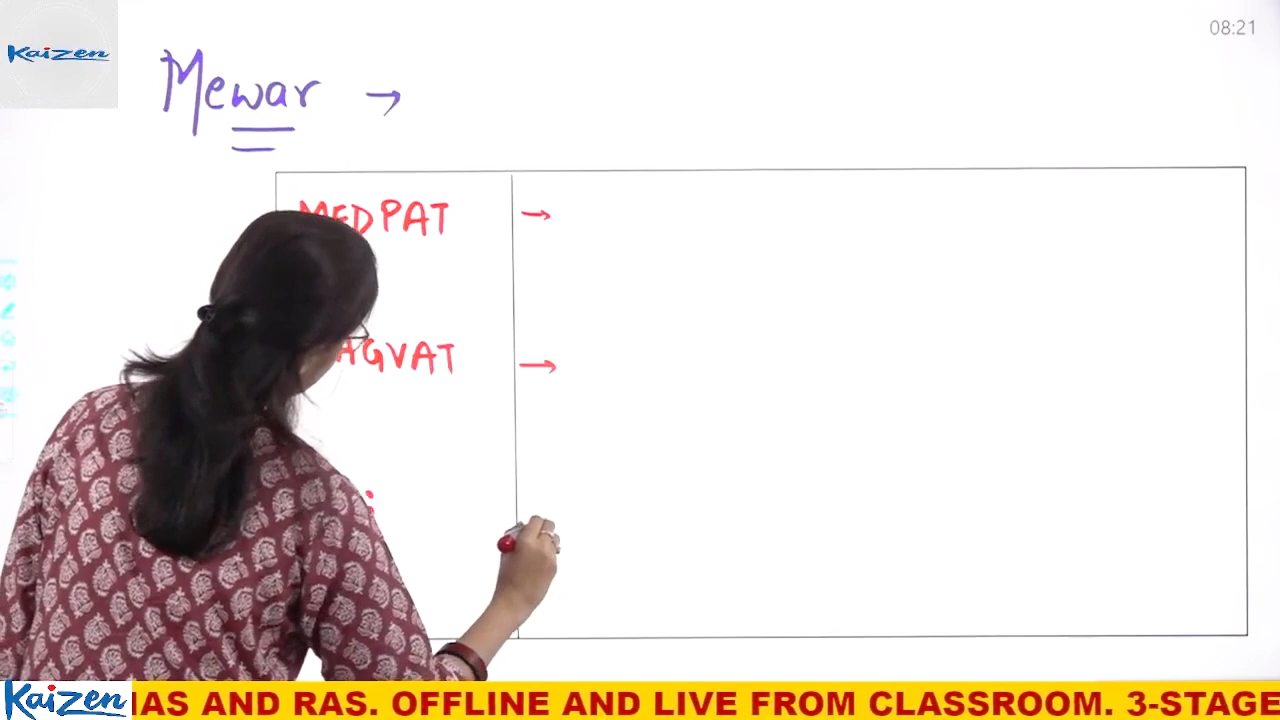 Kaizen
08:21
Mewar →
MEDPAT →
AGVAT →
i
Kaizen IAS AND RAS. OFFLINE AND LIVE FROM CLASSROOM. 3-STAGE